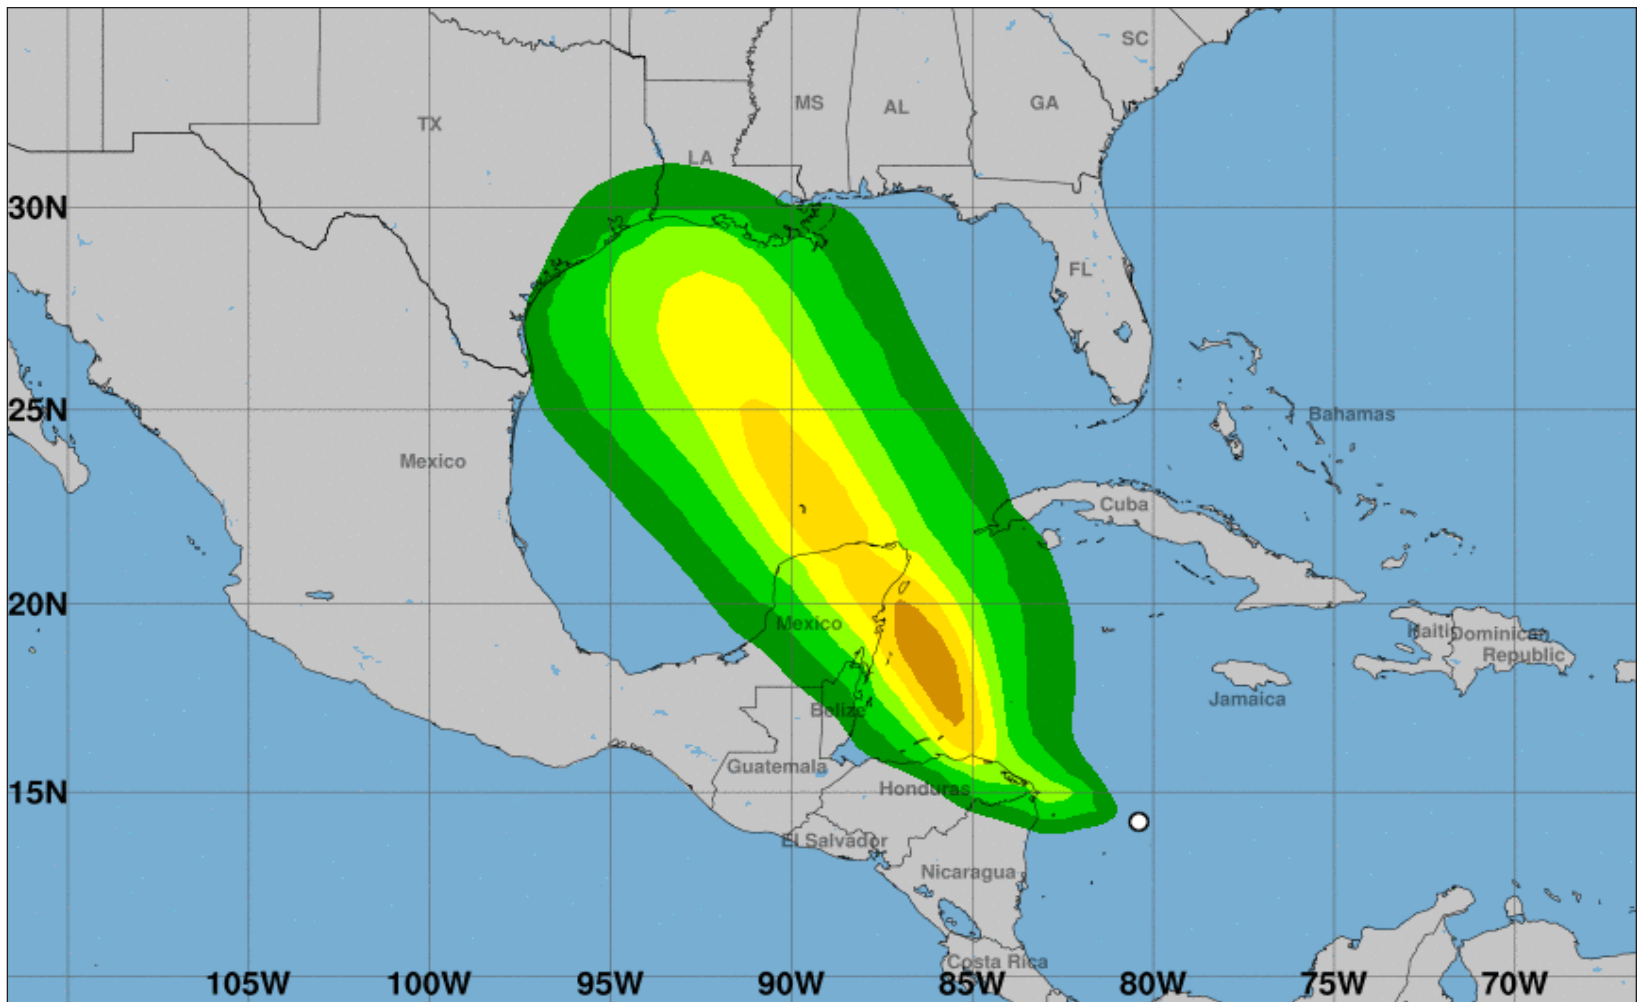 SC
MS
AL
GA
TX
LA
30N
FL
25N
Bahamas
Mexico
Cuba
20N
Mexico
Haiti
Dominican
Republic
Jamaica
Belize
Guatemala
15N
Honduras
El Salvador
Nicaragua
Costa Rica
105W
100W
95W
90W
85W
80W
75W
70W